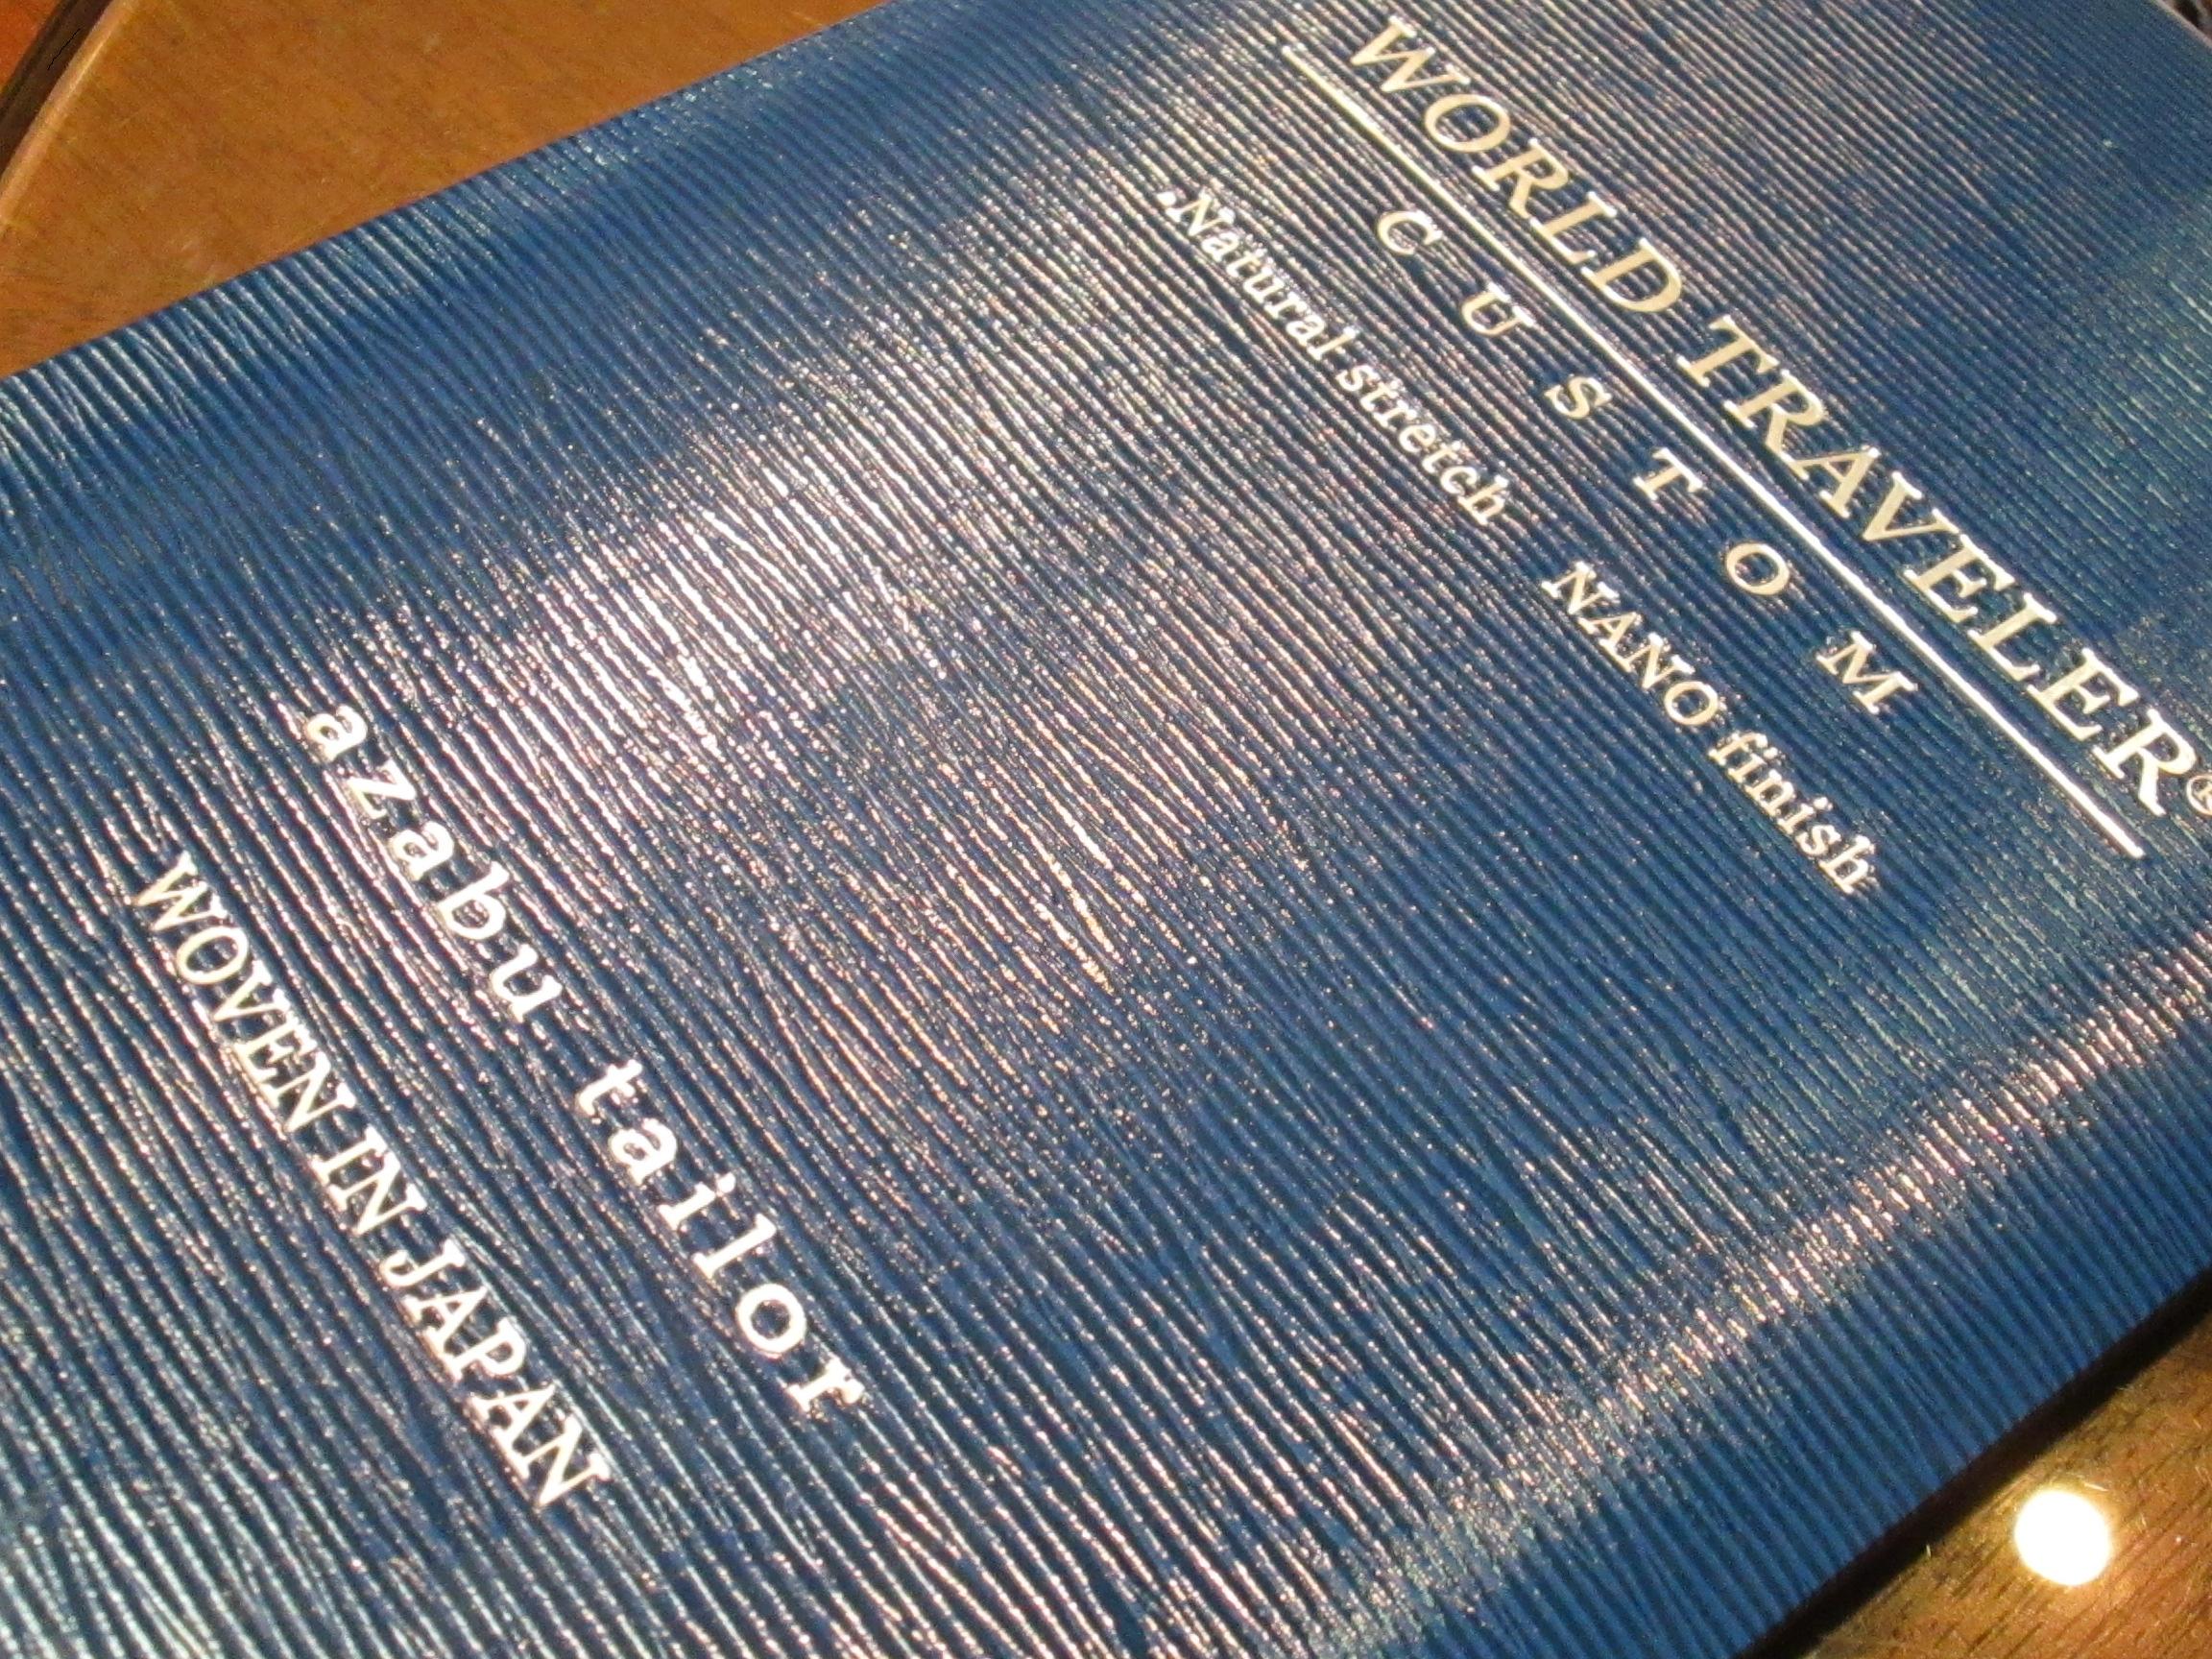 WORLD TRAVELER®
CUSTOM
Natural stretch NANO finish
azabu tailor
WOVEN IN JAPAN